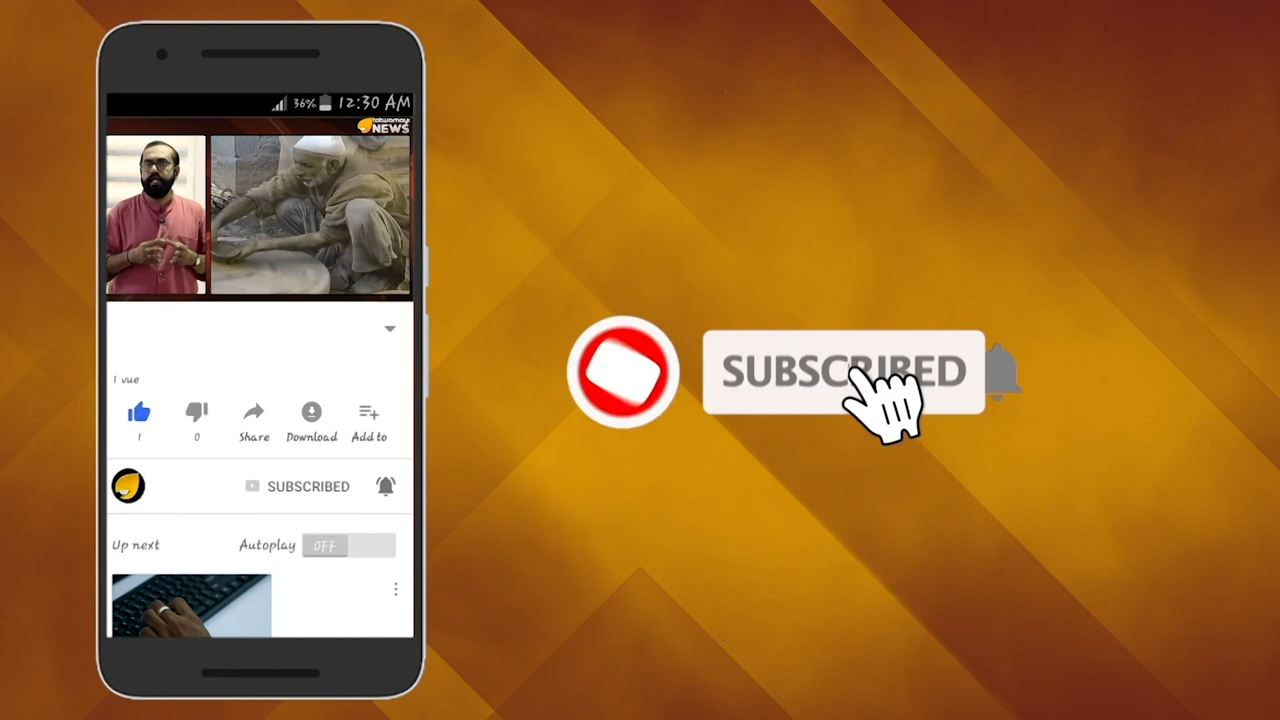 36% 12:30 AM
tatwamayi
NEWS
1 vue
1 0 Share Download Add to
SUBSCRIBED
Up next Autoplay OFF
SUBSCRIBED